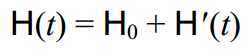 H(t) = H₀ + H′(t)